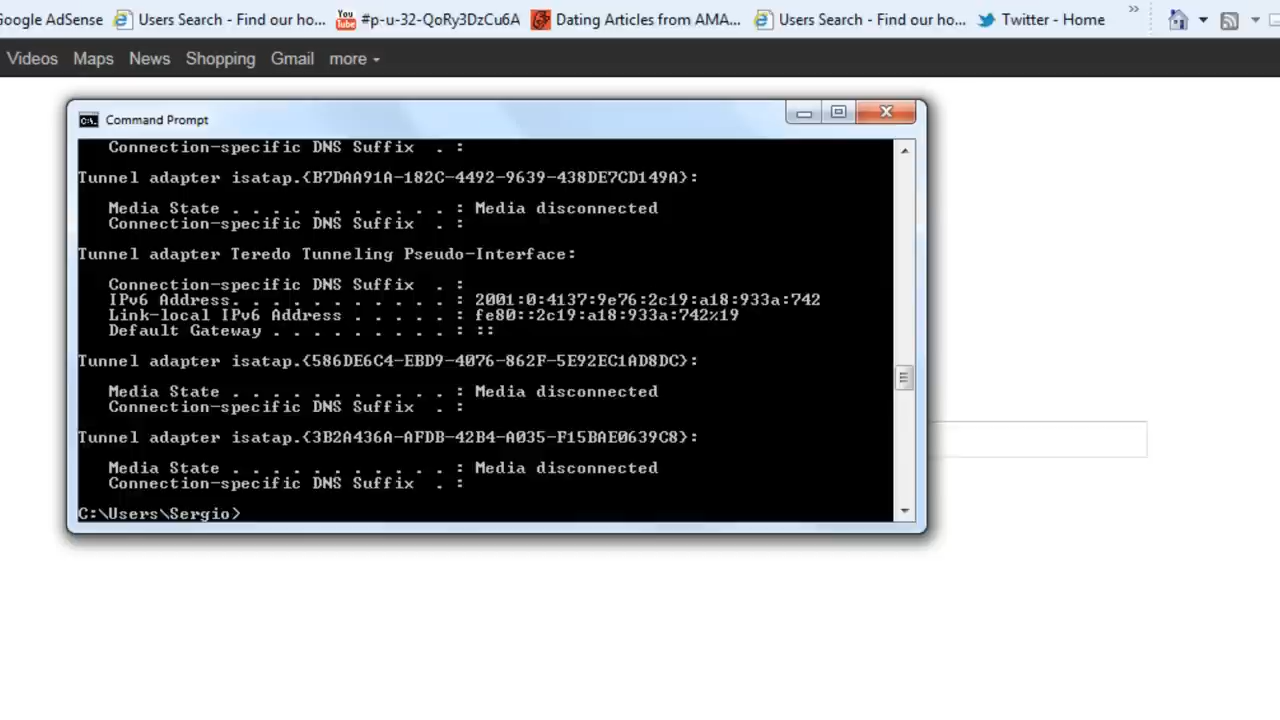 Google AdSense Users Search - Find our ho... #p-u-32-QoRy3DzCu6A Dating Articles from AMA... Users Search - Find our ho... Twitter - Home »
Videos Maps News Shopping Gmail more
Command Prompt
Connection-specific DNS Suffix . :
Tunnel adapter isatap.{B7DAA91A-182C-4492-9639-438DE7CD149A}:
Media State . . . . . . . . . . . : Media disconnected
Connection-specific DNS Suffix . :
Tunnel adapter Teredo Tunneling Pseudo-Interface:
Connection-specific DNS Suffix . :
IPv6 Address. . . . . . . . . . . : 2001:0:4137:9e76:2c19:a18:933a:742
Link-local IPv6 Address . . . . . : fe80::2c19:a18:933a:742%19
Default Gateway . . . . . . . . . : ::
Tunnel adapter isatap.{586DE6C4-EBD9-4076-862F-5E92EC1AD8DC}:
Media State . . . . . . . . . . . : Media disconnected
Connection-specific DNS Suffix . :
Tunnel adapter isatap.{3B2A436A-AFDB-42B4-A035-F15BAE0639C8}:
Media State . . . . . . . . . . . : Media disconnected
Connection-specific DNS Suffix . :
C:\Users\Sergio>